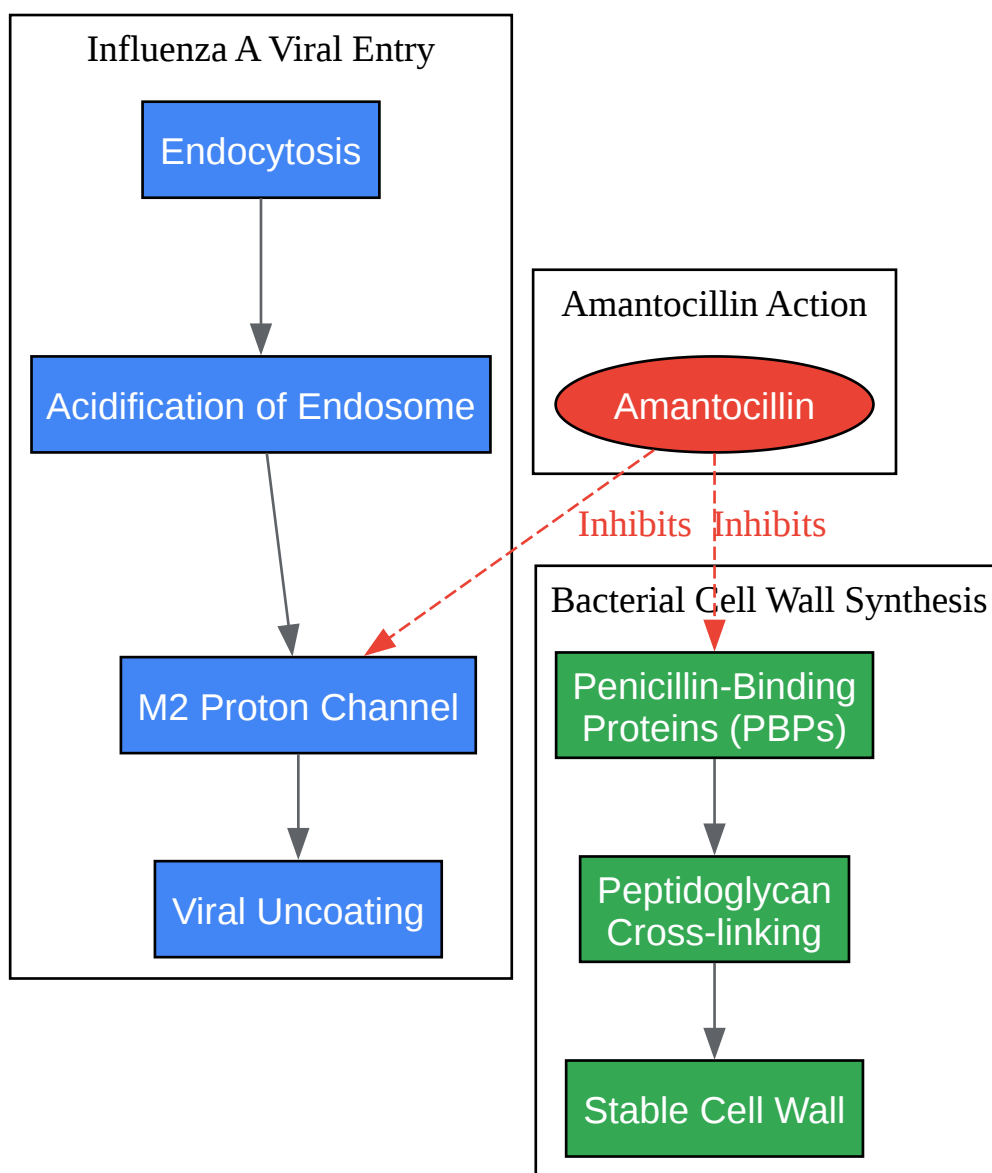 Influenza A Viral Entry
Endocytosis
Acidification of Endosome
M2 Proton Channel
Viral Uncoating
Amantocillin Action
Amantocillin
Inhibits
Inhibits
Bacterial Cell Wall Synthesis
Penicillin-Binding
Proteins (PBPs)
Peptidoglycan
Cross-linking
Stable Cell Wall